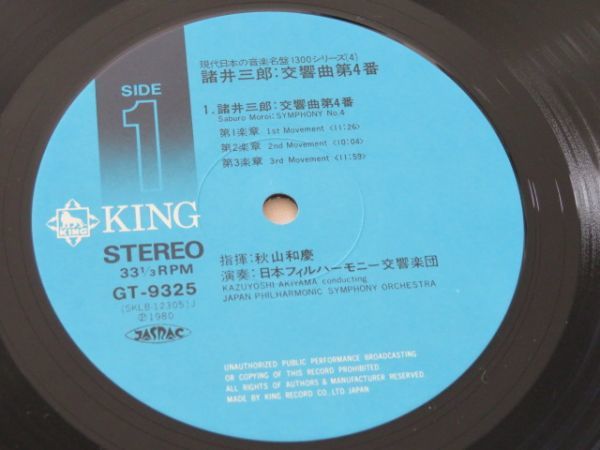 現代日本の音楽名盤1300シリーズ[4]
諸井三郎:交響曲第4番
SIDE
1
1. 諸井三郎:交響曲第4番
Saburo Moroi: SYMPHONY No.4
第1楽章 1st Movement <11:26>
第2楽章 2nd Movement <10:04>
第3楽章 3rd Movement <11:59>
KING
KING
STEREO
33 1/3 RPM
GT-9325
(SKLB-12305)J
℗1980
JASRAC
指揮:秋山和慶
演奏:日本フィルハーモニー交響楽団
KAZUYOSHI AKIYAMA conducting
JAPAN PHILHARMONIC SYMPHONY ORCHESTRA
UNAUTHORIZED PUBLIC PERFORMANCE BROADCASTING
OR COPYING OF THIS RECORD PROHIBITED
ALL RIGHTS OF AUTHORS & MANUFACTURER RESERVED.
MADE BY KING RECORD CO., LTD. JAPAN